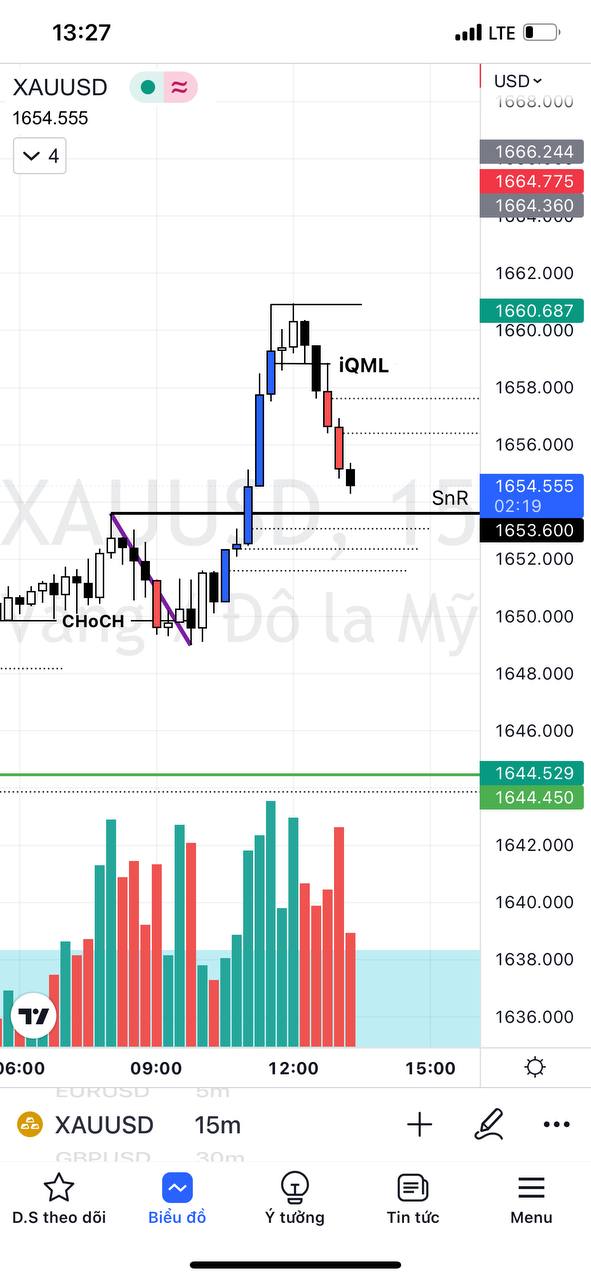 13:27
LTE
XAUUSD
≈
USD
1654.555
1668.000
4
1666.244
1664.775
1664.360
1664.000
1662.000
1660.687
1660.000
iQML
1658.000
1656.000
XAUUSD, 15
1654.555
02:19
SnR
1653.600
1652.000
Vàng Đô la Mỹ
1650.000
CHoCH
1648.000
1646.000
1644.529
1644.450
1642.000
1640.000
1638.000
1636.000
06:00 09:00 12:00 15:00
EURUSD 5m
XAUUSD 15m
GBPUSD 30m
D.S theo dõi Biểu đồ Ý tưởng Tin tức Menu